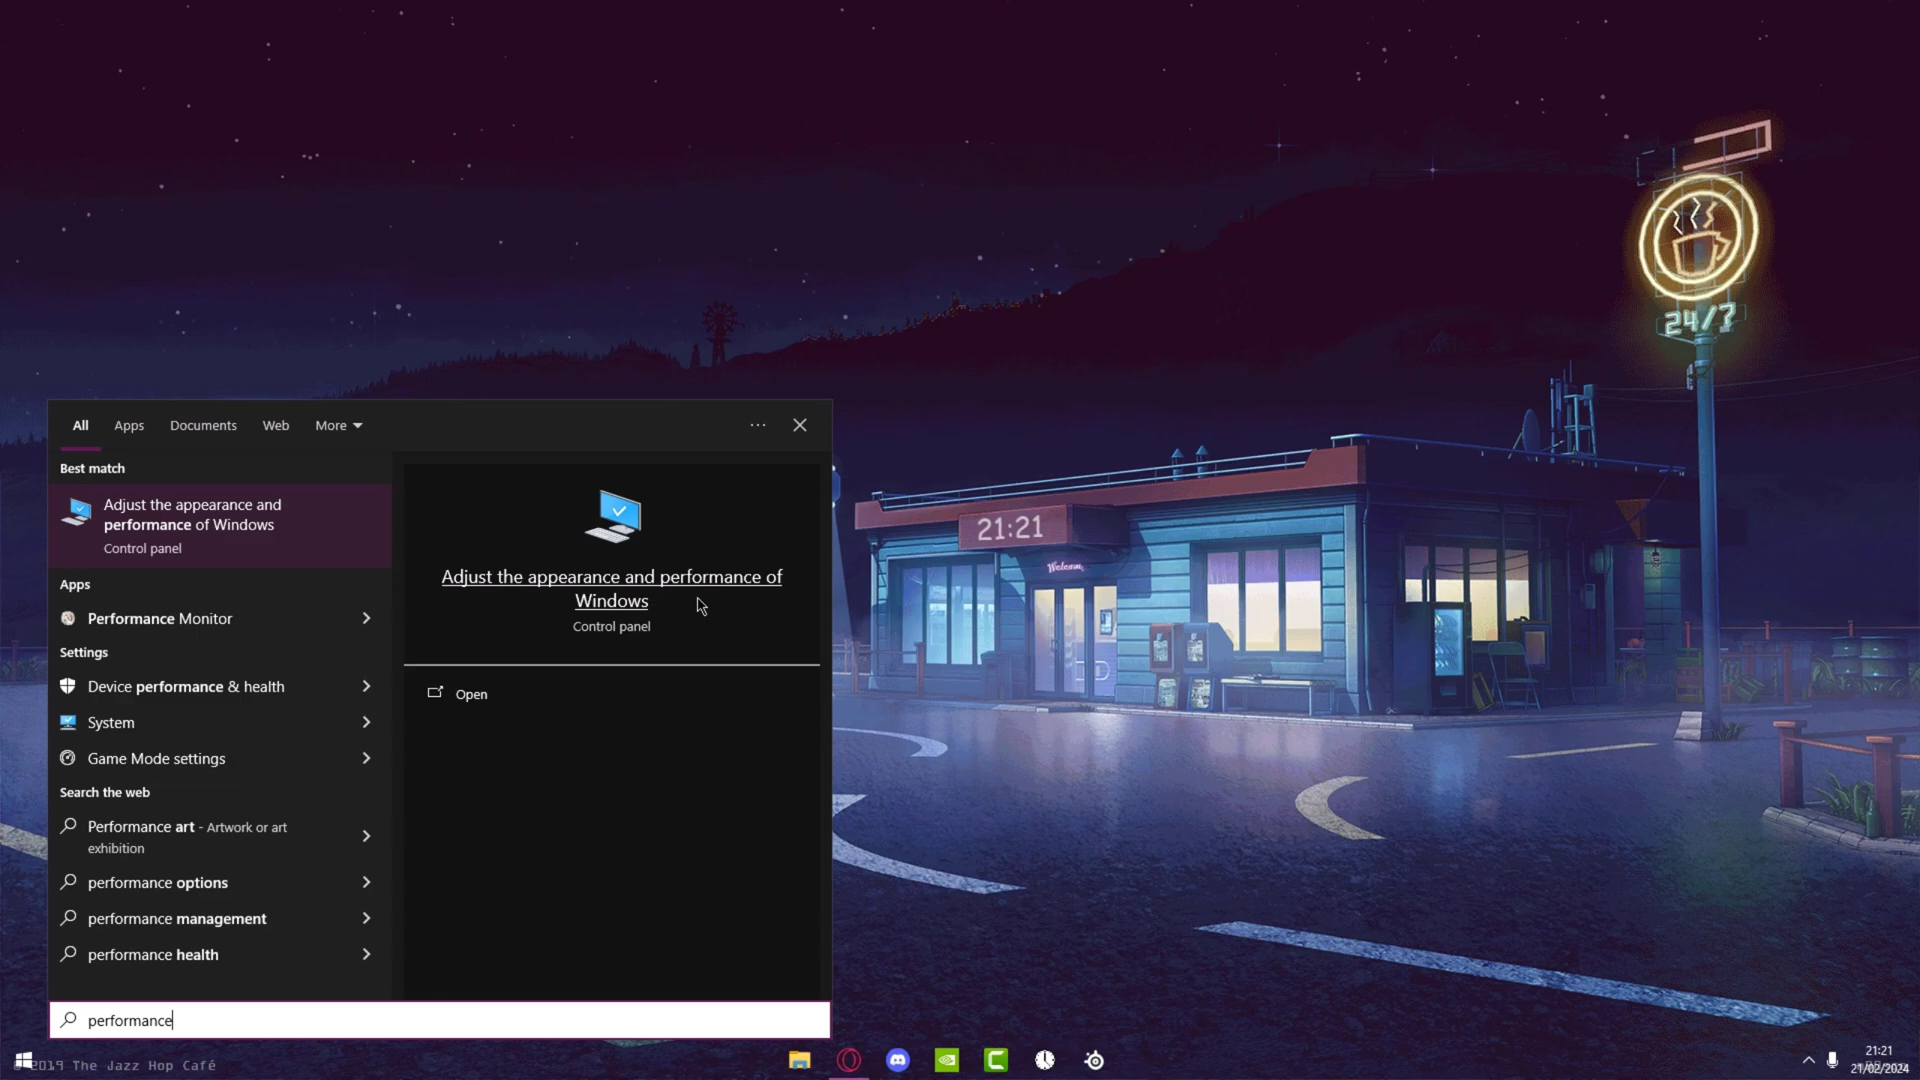 24/7
21:21
Welcome
All Apps Documents Web More
Best match
Adjust the appearance and
performance of Windows
Control panel
Apps
Performance Monitor
Settings
Device performance & health
System
Game Mode settings
Search the web
Performance art - Artwork or art
exhibition
performance options
performance management
performance health
Adjust the appearance and performance of
Windows
Control panel
Open
performance
2019 The Jazz Hop Café
21:21
21/02/2024